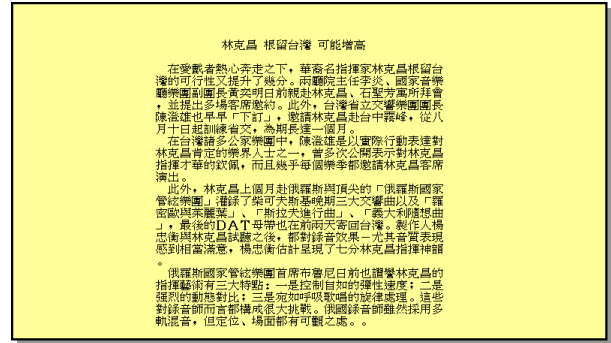 林克昌 根留台灣 可能增高
在愛戴者熱心奔走之下，華裔名指揮家林克昌根留台
灣的可行性又提升了幾分。兩廳院主任李炎、國家音樂
廳樂團副團長黃奕明日前親赴林克昌、石聖芳寓所拜會
，並提出多場客席邀約。此外，台灣省立交響樂團團長
陳澄雄也早早「下訂」，邀請林克昌赴台中霧峰，從八
月十日起訓練省交，為期長達一個月。
在台灣諸多公家樂團中，陳澄雄是以實際行動表達對
林克昌肯定的樂界人士之一，曾多次公開表示對林克昌
指揮才華的欽佩，而且幾乎每個樂季都邀請林克昌客席
演出。
此外，林克昌上個月赴俄羅斯與頂尖的「俄羅斯國家
管絃樂團」灌錄了柴可夫斯基晚期三大交響曲以及「羅
密歐與茱麗葉」、「斯拉夫進行曲」、「義大利隨想曲
」，最後的DAT母帶也在前兩天寄回台灣。製作人楊
忠衡與林克昌試聽之後，都對錄音效果－尤其音質表現
感到相當滿意，楊忠衡估計呈現了七分林克昌指揮神韻
。
俄羅斯國家管絃樂團首席布魯尼日前也讚譽林克昌的
指揮藝術有三大特點：一是控制自如的彈性速度；二是
強烈的動態對比；三是宛如呼吸歌唱的旋律處理。這些
對錄音師而言都構成很大挑戰。俄國錄音師雖然採用多
軌混音，但定位、場面都有可觀之處。。